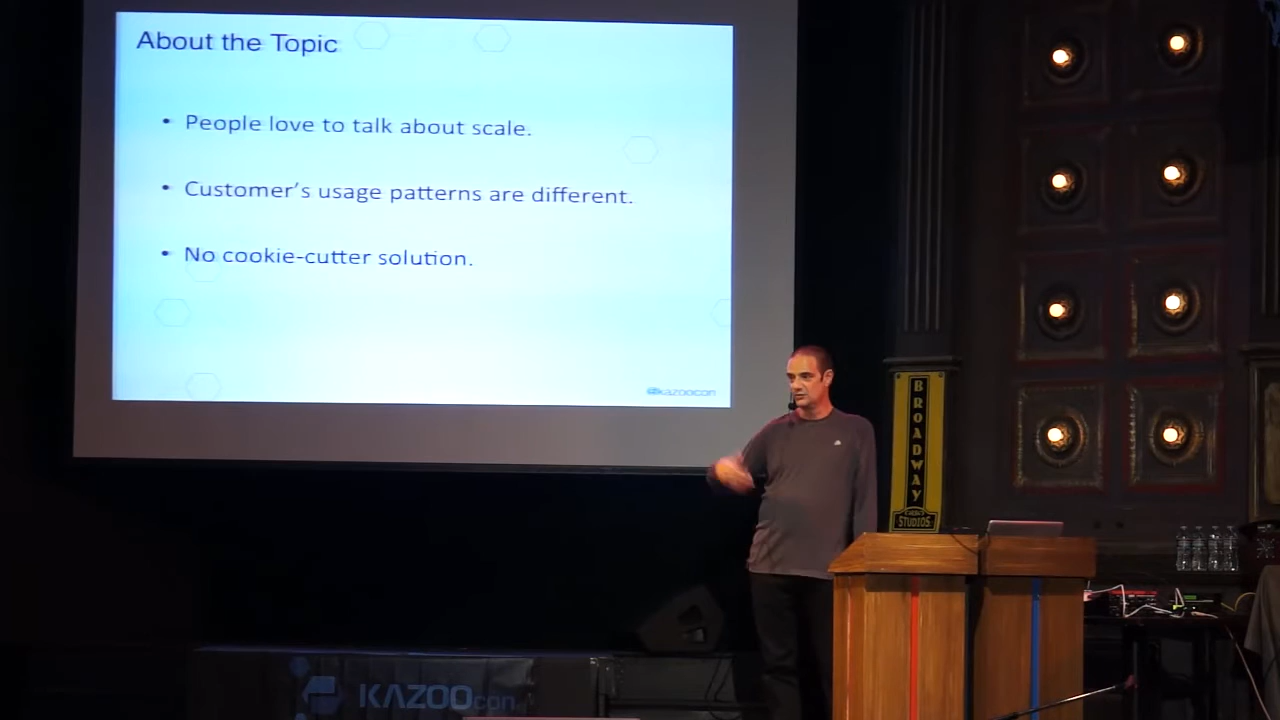 About the Topic
• People love to talk about scale.
• Customer's usage patterns are different.
• No cookie-cutter solution.
@kazoocon
BROADWAY
STUDIOS
KAZOOcon